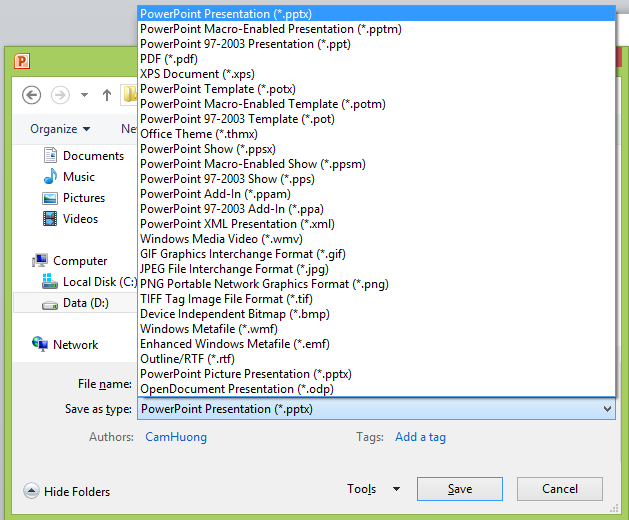 PowerPoint Presentation (*.pptx)
PowerPoint Macro-Enabled Presentation (*.pptm)
PowerPoint 97-2003 Presentation (*.ppt)
PDF (*.pdf)
XPS Document (*.xps)
PowerPoint Template (*.potx)
PowerPoint Macro-Enabled Template (*.potm)
PowerPoint 97-2003 Template (*.pot)
Office Theme (*.thmx)
PowerPoint Show (*.ppsx)
PowerPoint Macro-Enabled Show (*.ppsm)
PowerPoint 97-2003 Show (*.pps)
PowerPoint Add-In (*.ppam)
PowerPoint 97-2003 Add-In (*.ppa)
PowerPoint XML Presentation (*.xml)
Windows Media Video (*.wmv)
GIF Graphics Interchange Format (*.gif)
JPEG File Interchange Format (*.jpg)
PNG Portable Network Graphics Format (*.png)
TIFF Tag Image File Format (*.tif)
Device Independent Bitmap (*.bmp)
Windows Metafile (*.wmf)
Enhanced Windows Metafile (*.emf)
Outline/RTF (*.rtf)
PowerPoint Picture Presentation (*.pptx)
OpenDocument Presentation (*.odp)
P
Organize
Documents
Music
Pictures
Videos
Computer
Local Disk (C:)
Data (D:)
Network
File name:
Save as type: PowerPoint Presentation (*.pptx)
Authors: CamHuong Tags: Add a tag
Hide Folders Tools Save Cancel